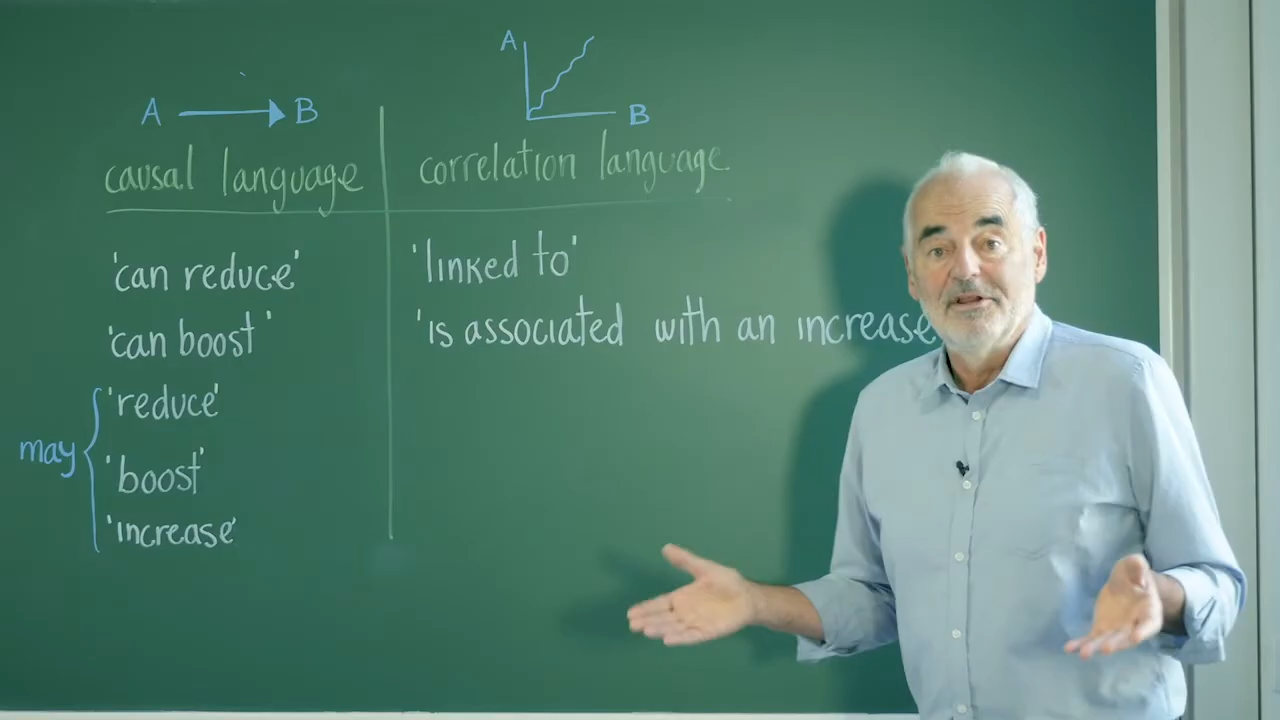 A
A → B
B
causal language
correlation language
'can reduce'
'linked to'
'can boost'
'is associated with an increase
'reduce'
may
'boost'
'increase'